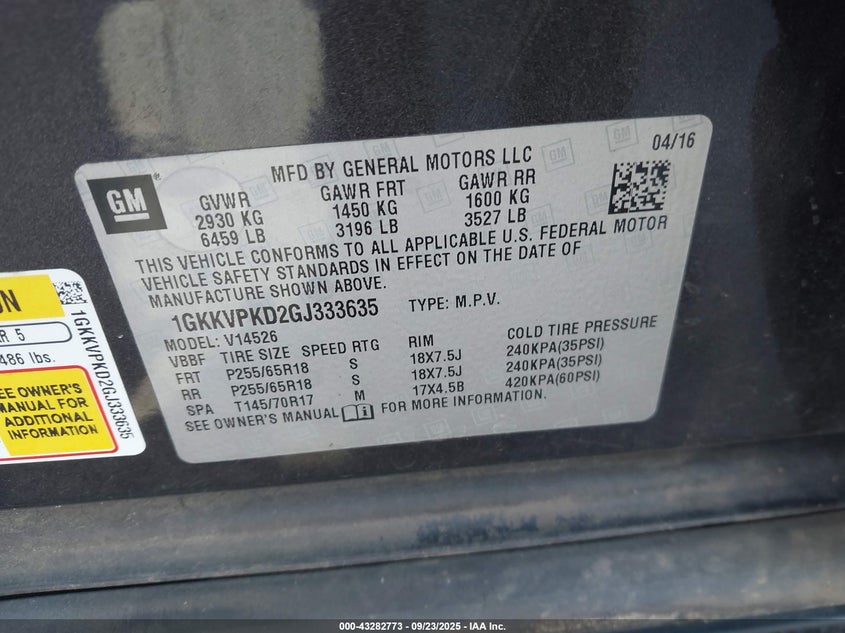 GM
MFD BY GENERAL MOTORS LLC
04/16
GVWR GAWR FRT GAWR RR
2930 KG 1450 KG 1600 KG
6459 LB 3196 LB 3527 LB
THIS VEHICLE CONFORMS TO ALL APPLICABLE U.S. FEDERAL MOTOR
VEHICLE SAFETY STANDARDS IN EFFECT ON THE DATE OF
MANUFACTURE SHOWN ABOVE.
1GKKVPKD2GJ333635 TYPE: M.P.V.
MODEL: V14526
VBBF TIRE SIZE SPEED RTG RIM COLD TIRE PRESSURE
FRT P255/65R18 S 18X7.5J 240KPA(35PSI)
RR P255/65R18 S 18X7.5J 240KPA(35PSI)
SPA T145/70R17 M 17X4.5B 420KPA(60PSI)
SEE OWNER'S MANUAL FOR MORE INFORMATION.
R 5
486 lbs.
SEE OWNER'S
MANUAL FOR
ADDITIONAL
INFORMATION
1GKKVPKD2GJ333635
000-43282773 - 09/23/2025 - IAA Inc.